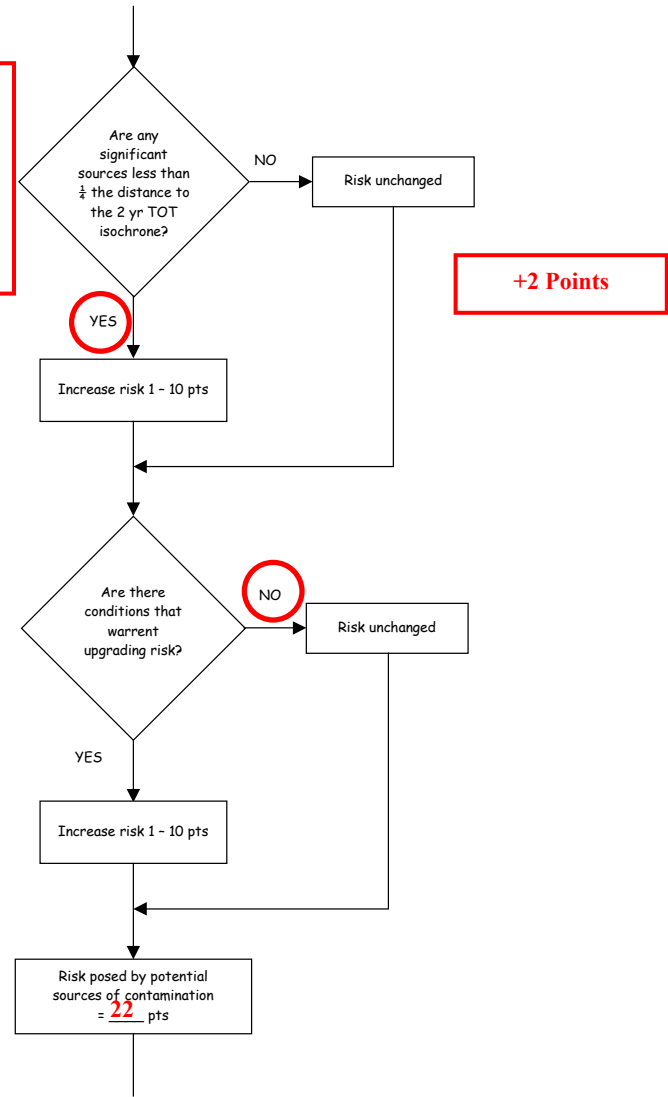 Are any
significant
sources less than
¼ the distance to
the 2 yr TOT
isochrone?
NO
Risk unchanged
+2 Points
YES
Increase risk 1 – 10 pts
Are there
conditions that
warrent
upgrading risk?
NO
Risk unchanged
YES
Increase risk 1 – 10 pts
Risk posed by potential
sources of contamination
= 22 pts